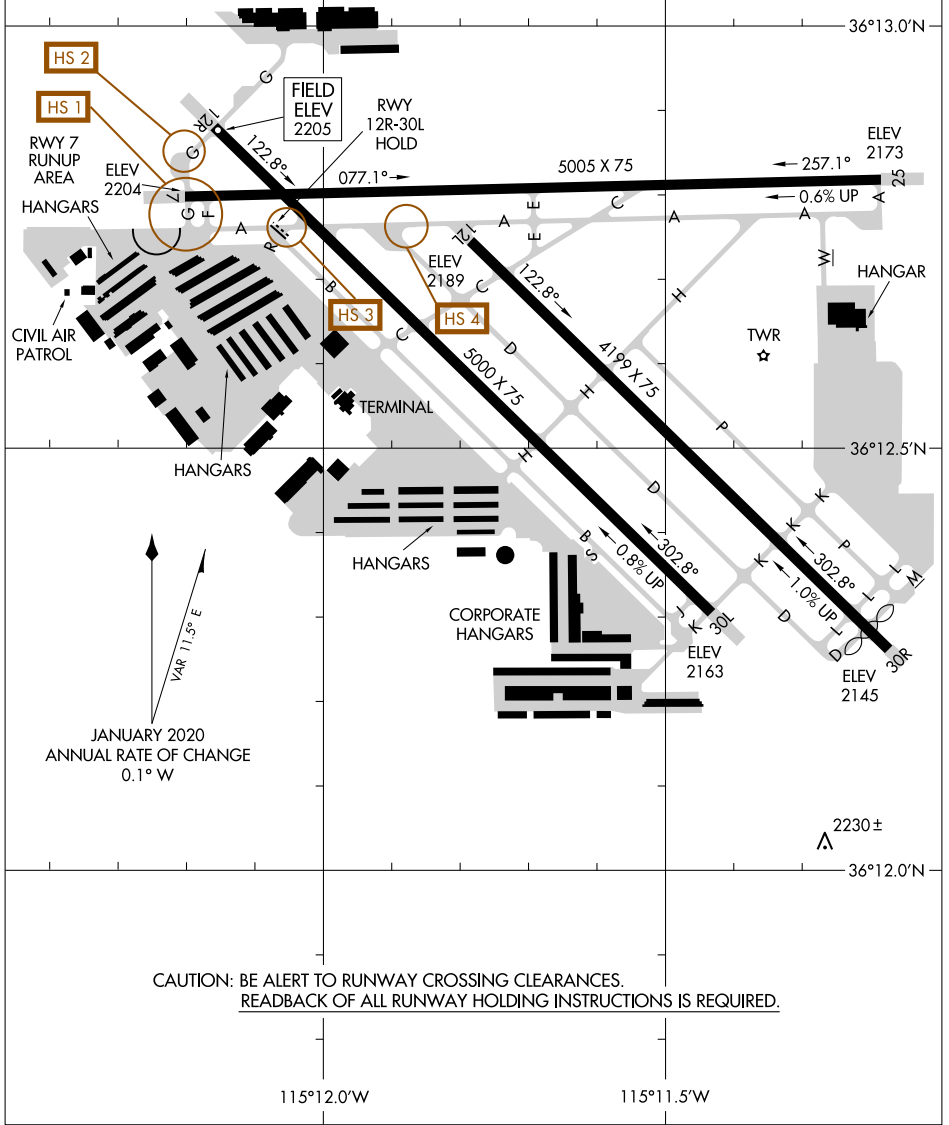 36°13.0'N
HS 2
G
12R
FIELD
ELEV
2205
RWY
12R-30L
HOLD
HS 1
RWY 7
RUNUP
AREA
G
122.8°
ELEV
2204
077.1°
5005 X 75
257.1°
ELEV
2173
25
0.6% UP
HANGARS
7
G
F
A
R
A
E
E
C
A
A
A
12L
W
B
ELEV
2189
C
122.8°
H
HANGAR
HS 3
HS 4
CIVIL AIR
PATROL
C
D
TWR
5000 X 75
4199 X 75
H
TERMINAL
P
HANGARS
36°12.5'N
H
D
K
K
P
HANGARS
B
S
0.8% UP
302.8°
K
302.8°
1.0% UP
L
W
L
CORPORATE
HANGARS
J
K
30L
D
L
D
30R
ELEV
2163
ELEV
2145
VAR 11.5° E
JANUARY 2020
ANNUAL RATE OF CHANGE
0.1° W
2230 ±
36°12.0'N
CAUTION: BE ALERT TO RUNWAY CROSSING CLEARANCES.
READBACK OF ALL RUNWAY HOLDING INSTRUCTIONS IS REQUIRED.
115°12.0'W
115°11.5'W